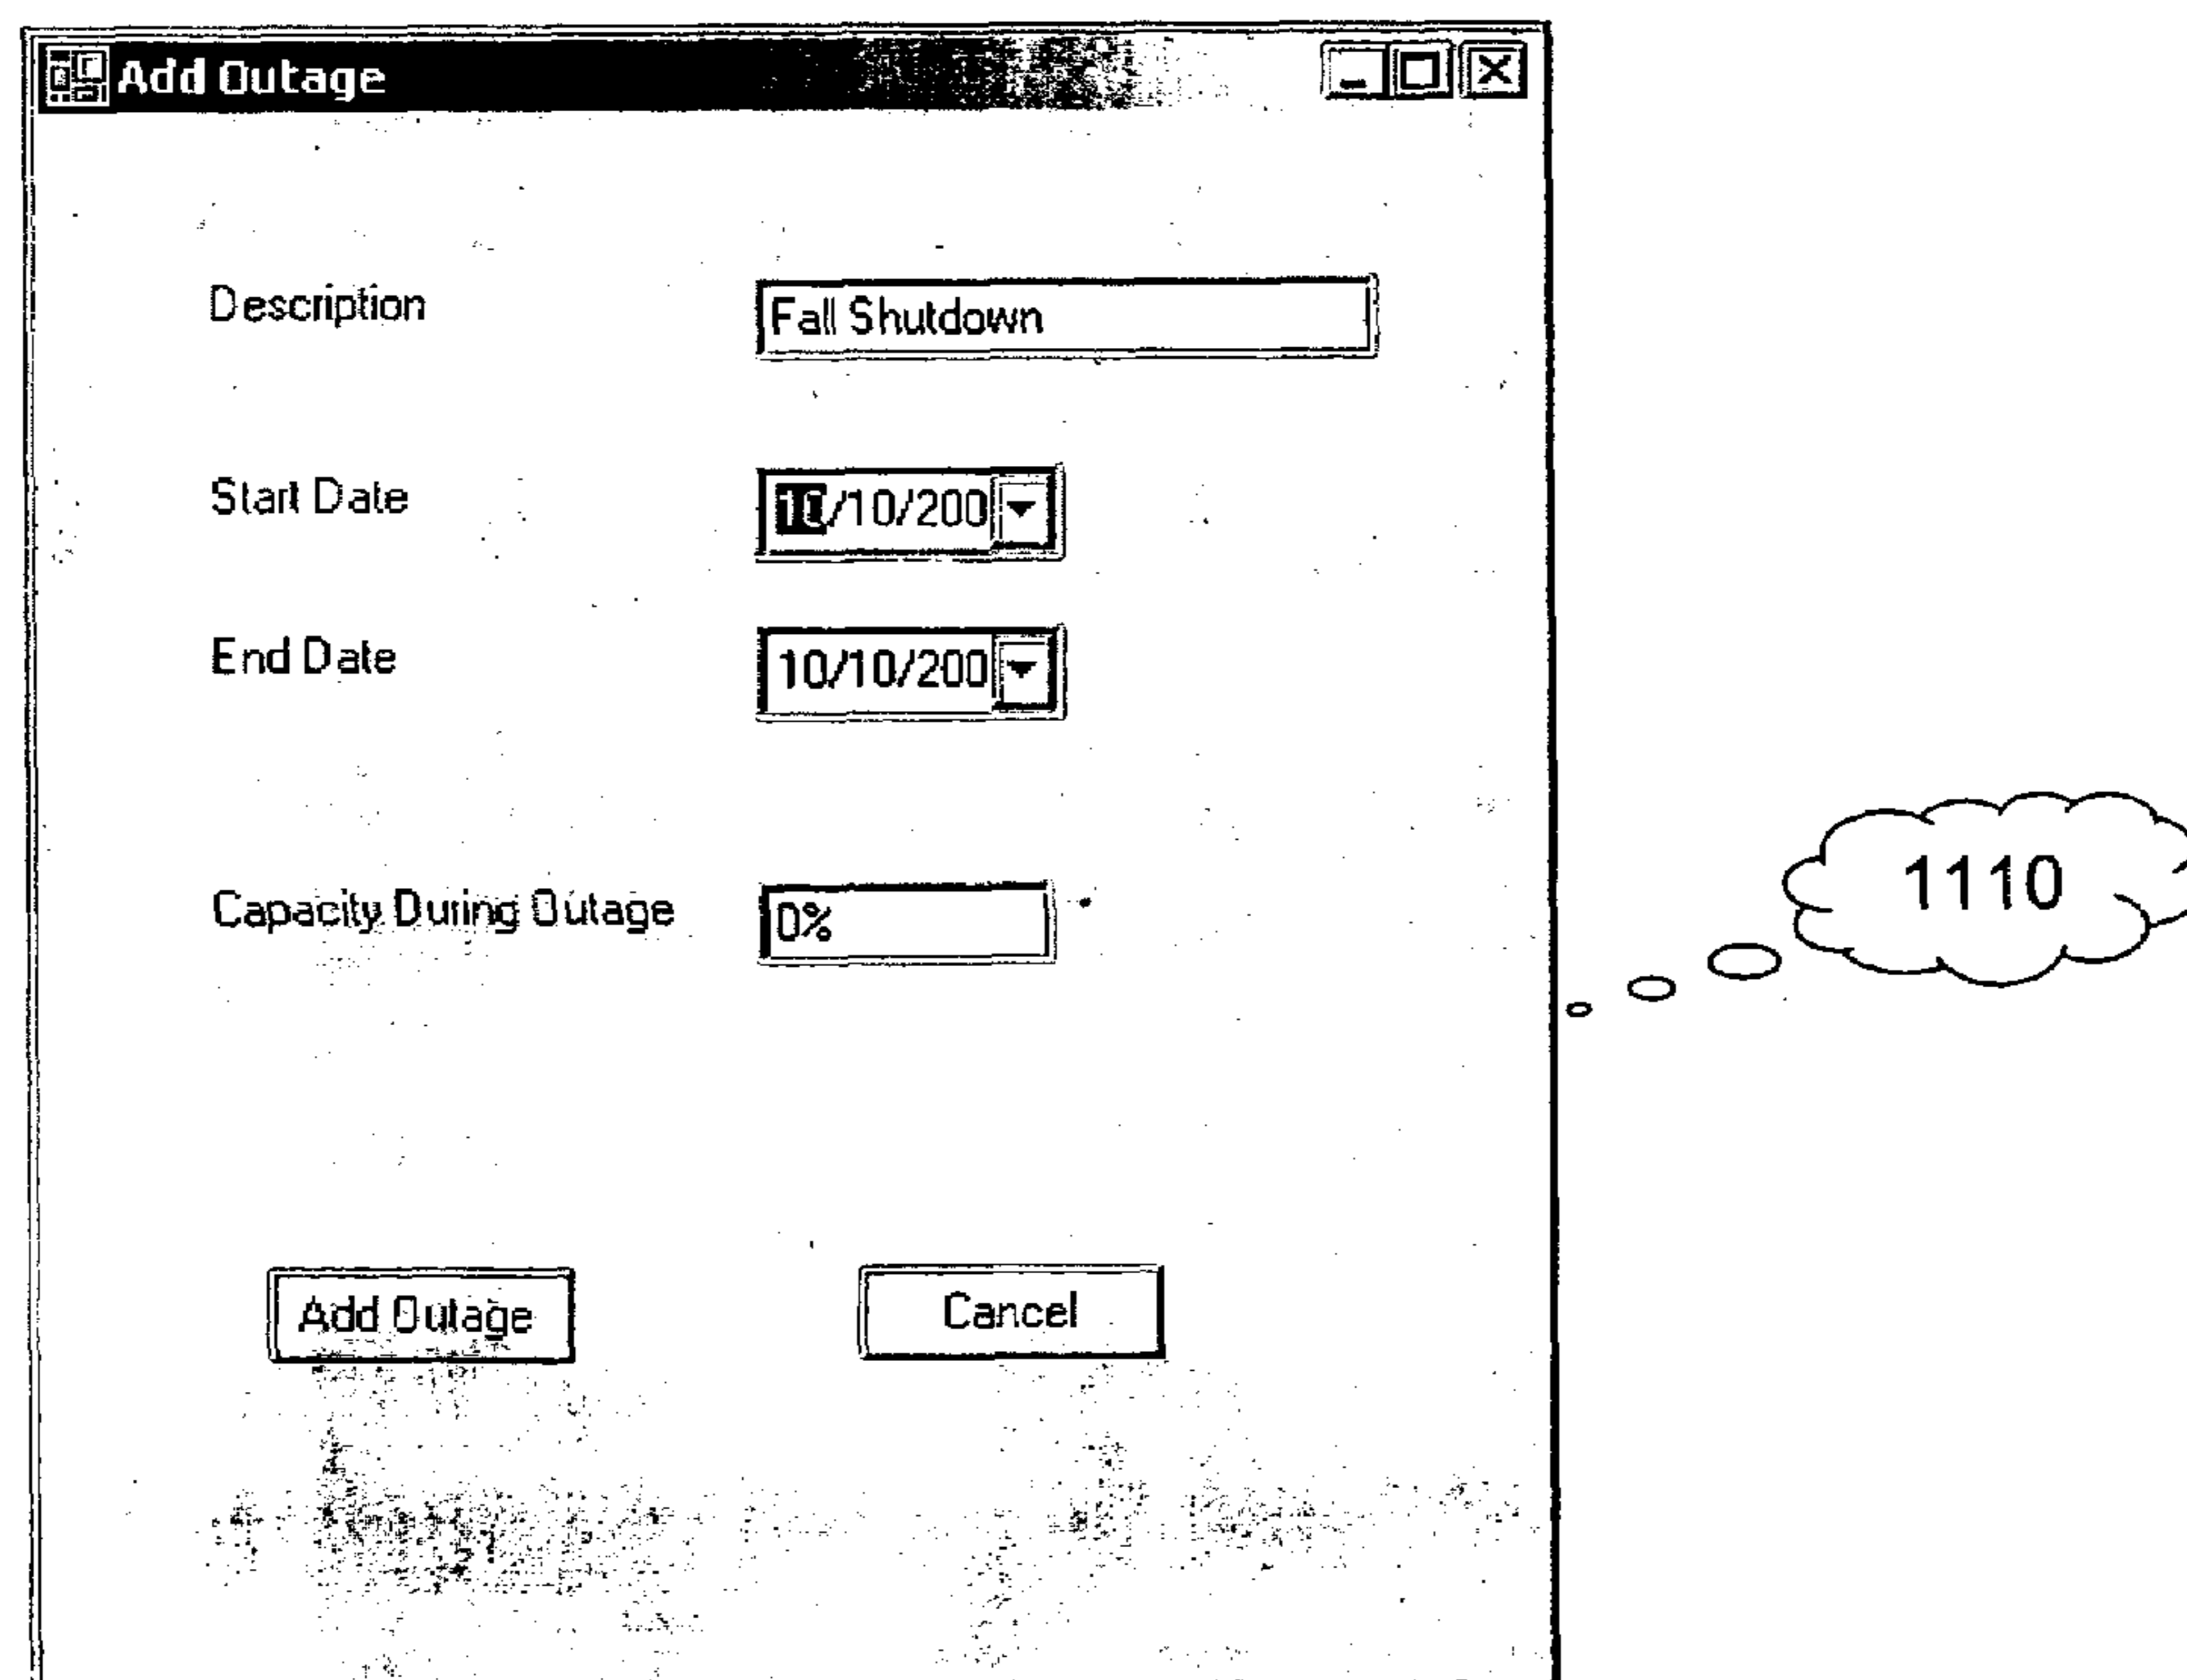 Add Outage
Description Fall Shutdown
Start Date 10/10/200
End Date 10/10/200
1110
Capacity During Outage 0%
Add Outage Cancel